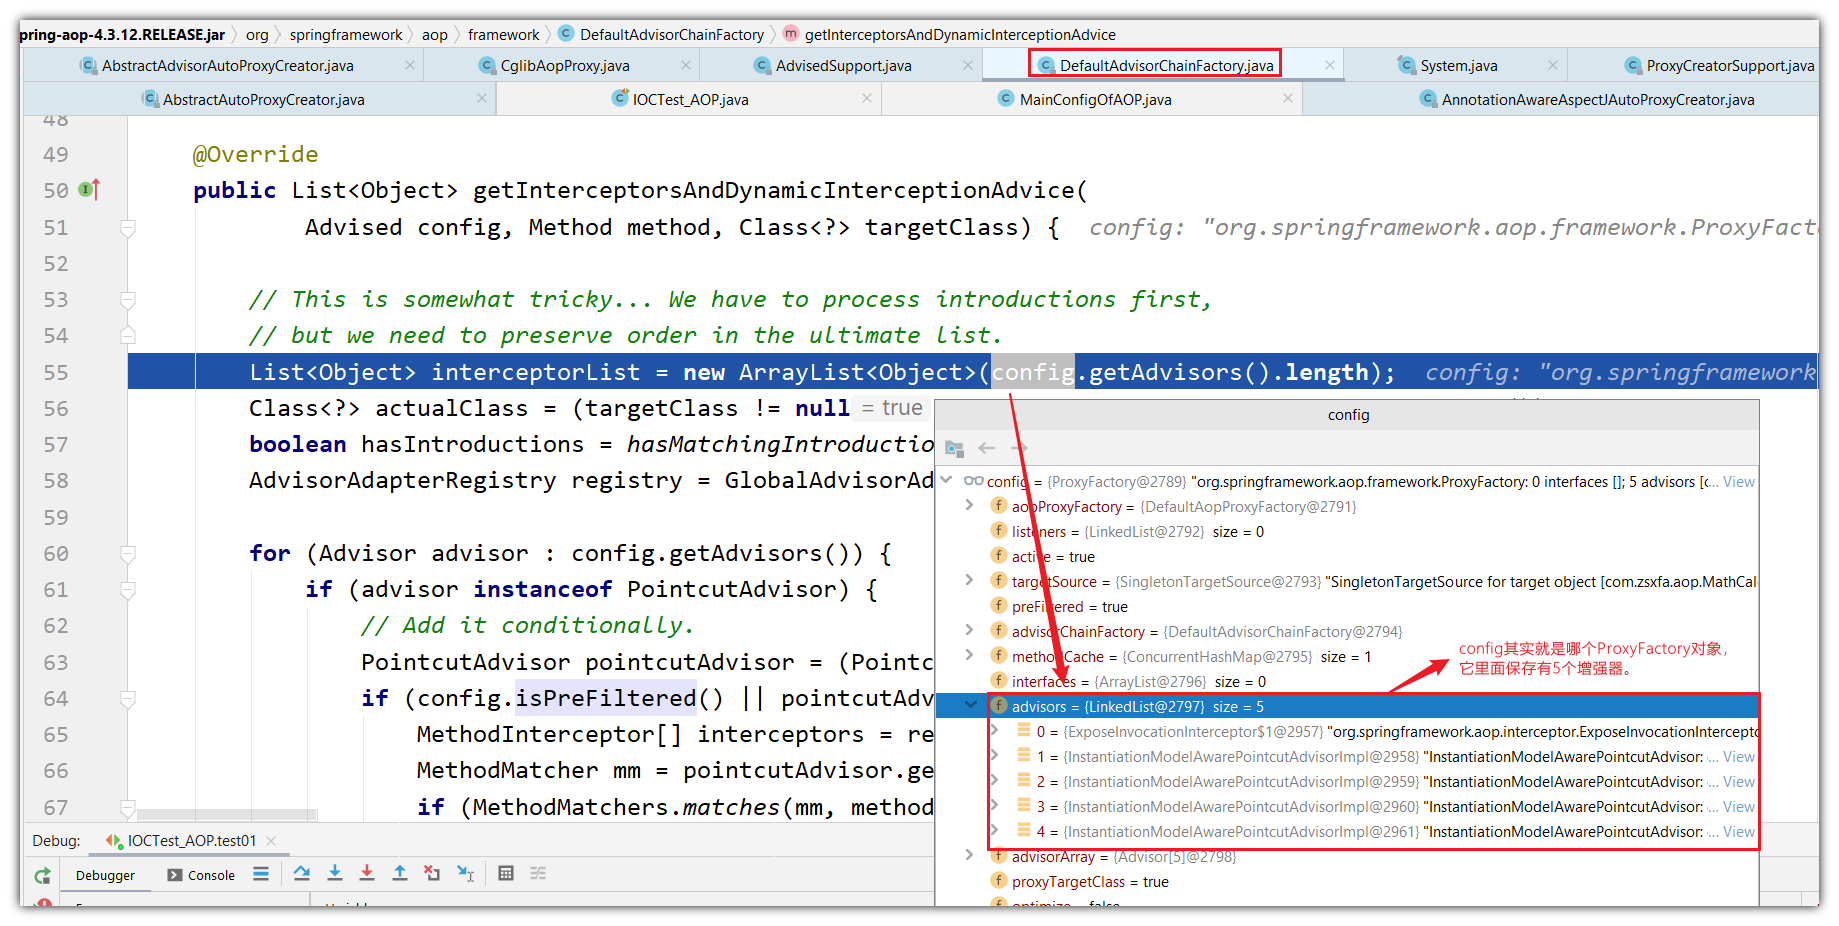 pring-aop-4.3.12.RELEASE.jar org springframework aop framework DefaultAdvisorChainFactory getInterceptorsAndDynamicInterceptionAdvice
AbstractAdvisorAutoProxyCreator.java CglibAopProxy.java AdvisedSupport.java DefaultAdvisorChainFactory.java System.java ProxyCreatorSupport.java
AbstractAutoProxyCreator.java IOCTest_AOP.java MainConfigOfAOP.java AnnotationAwareAspectJAutoProxyCreator.java
48
49 @Override
50 public List<Object> getInterceptorsAndDynamicInterceptionAdvice(
51 Advised config, Method method, Class<?> targetClass) { config: "org.springframework.aop.framework.ProxyFacto
52
53 // This is somewhat tricky... We have to process introductions first,
54 // but we need to preserve order in the ultimate list.
55 List<Object> interceptorList = new ArrayList<Object>(config.getAdvisors().length); config: "org.springframework
56 Class<?> actualClass = (targetClass != null = true
57 boolean hasIntroductions = hasMatchingIntroductio
58 AdvisorAdapterRegistry registry = GlobalAdvisorAd
59
60 for (Advisor advisor : config.getAdvisors()) {
61 if (advisor instanceof PointcutAdvisor) {
62 // Add it conditionally.
63 PointcutAdvisor pointcutAdvisor = (Pointc
64 if (config.isPreFiltered() || pointcutAdv
65 MethodInterceptor[] interceptors = re
66 MethodMatcher mm = pointcutAdvisor.ge
67 if (MethodMatchers.matches(mm, method
config
config = {ProxyFactory@2789} "org.springframework.aop.framework.ProxyFactory: 0 interfaces []; 5 advisors [c... View
aopProxyFactory = {DefaultAopProxyFactory@2791}
listeners = {LinkedList@2792} size = 0
active = true
targetSource = {SingletonTargetSource@2793} "SingletonTargetSource for target object [com.zsxfa.aop.MathCal
preFiltered = true
advisorChainFactory = {DefaultAdvisorChainFactory@2794}
methodCache = {ConcurrentHashMap@2795} size = 1
interfaces = {ArrayList@2796} size = 0
config其实就是哪个ProxyFactory对象，
它里面保存有5个增强器。
advisors = {LinkedList@2797} size = 5
0 = {ExposeInvocationInterceptor$1@2957} "org.springframework.aop.interceptor.ExposeInvocationIntercepto
1 = {InstantiationModelAwarePointcutAdvisorImpl@2958} "InstantiationModelAwarePointcutAdvisor: ... View
2 = {InstantiationModelAwarePointcutAdvisorImpl@2959} "InstantiationModelAwarePointcutAdvisor: ... View
3 = {InstantiationModelAwarePointcutAdvisorImpl@2960} "InstantiationModelAwarePointcutAdvisor: ... View
4 = {InstantiationModelAwarePointcutAdvisorImpl@2961} "InstantiationModelAwarePointcutAdvisor: ... View
advisorArray = {Advisor[5]@2798}
proxyTargetClass = true
optimize = false
Debug: IOCTest_AOP.test01
Debugger Console